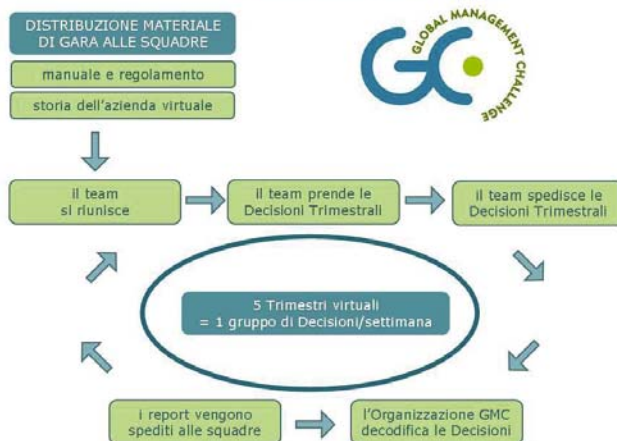 DISTRIBUZIONE MATERIALE
DI GARA ALLE SQUADRE
manuale e regolamento
storia dell'azienda virtuale
GLOBAL MANAGEMENT CHALLENGE
il team
si riunisce
il team prende le
Decisioni Trimestrali
il team spedisce le
Decisioni Trimestrali
5 Trimestri virtuali
= 1 gruppo di Decisioni/settimana
i report vengono
spediti alle squadre
l'Organizzazione GMC
decodifica le Decisioni